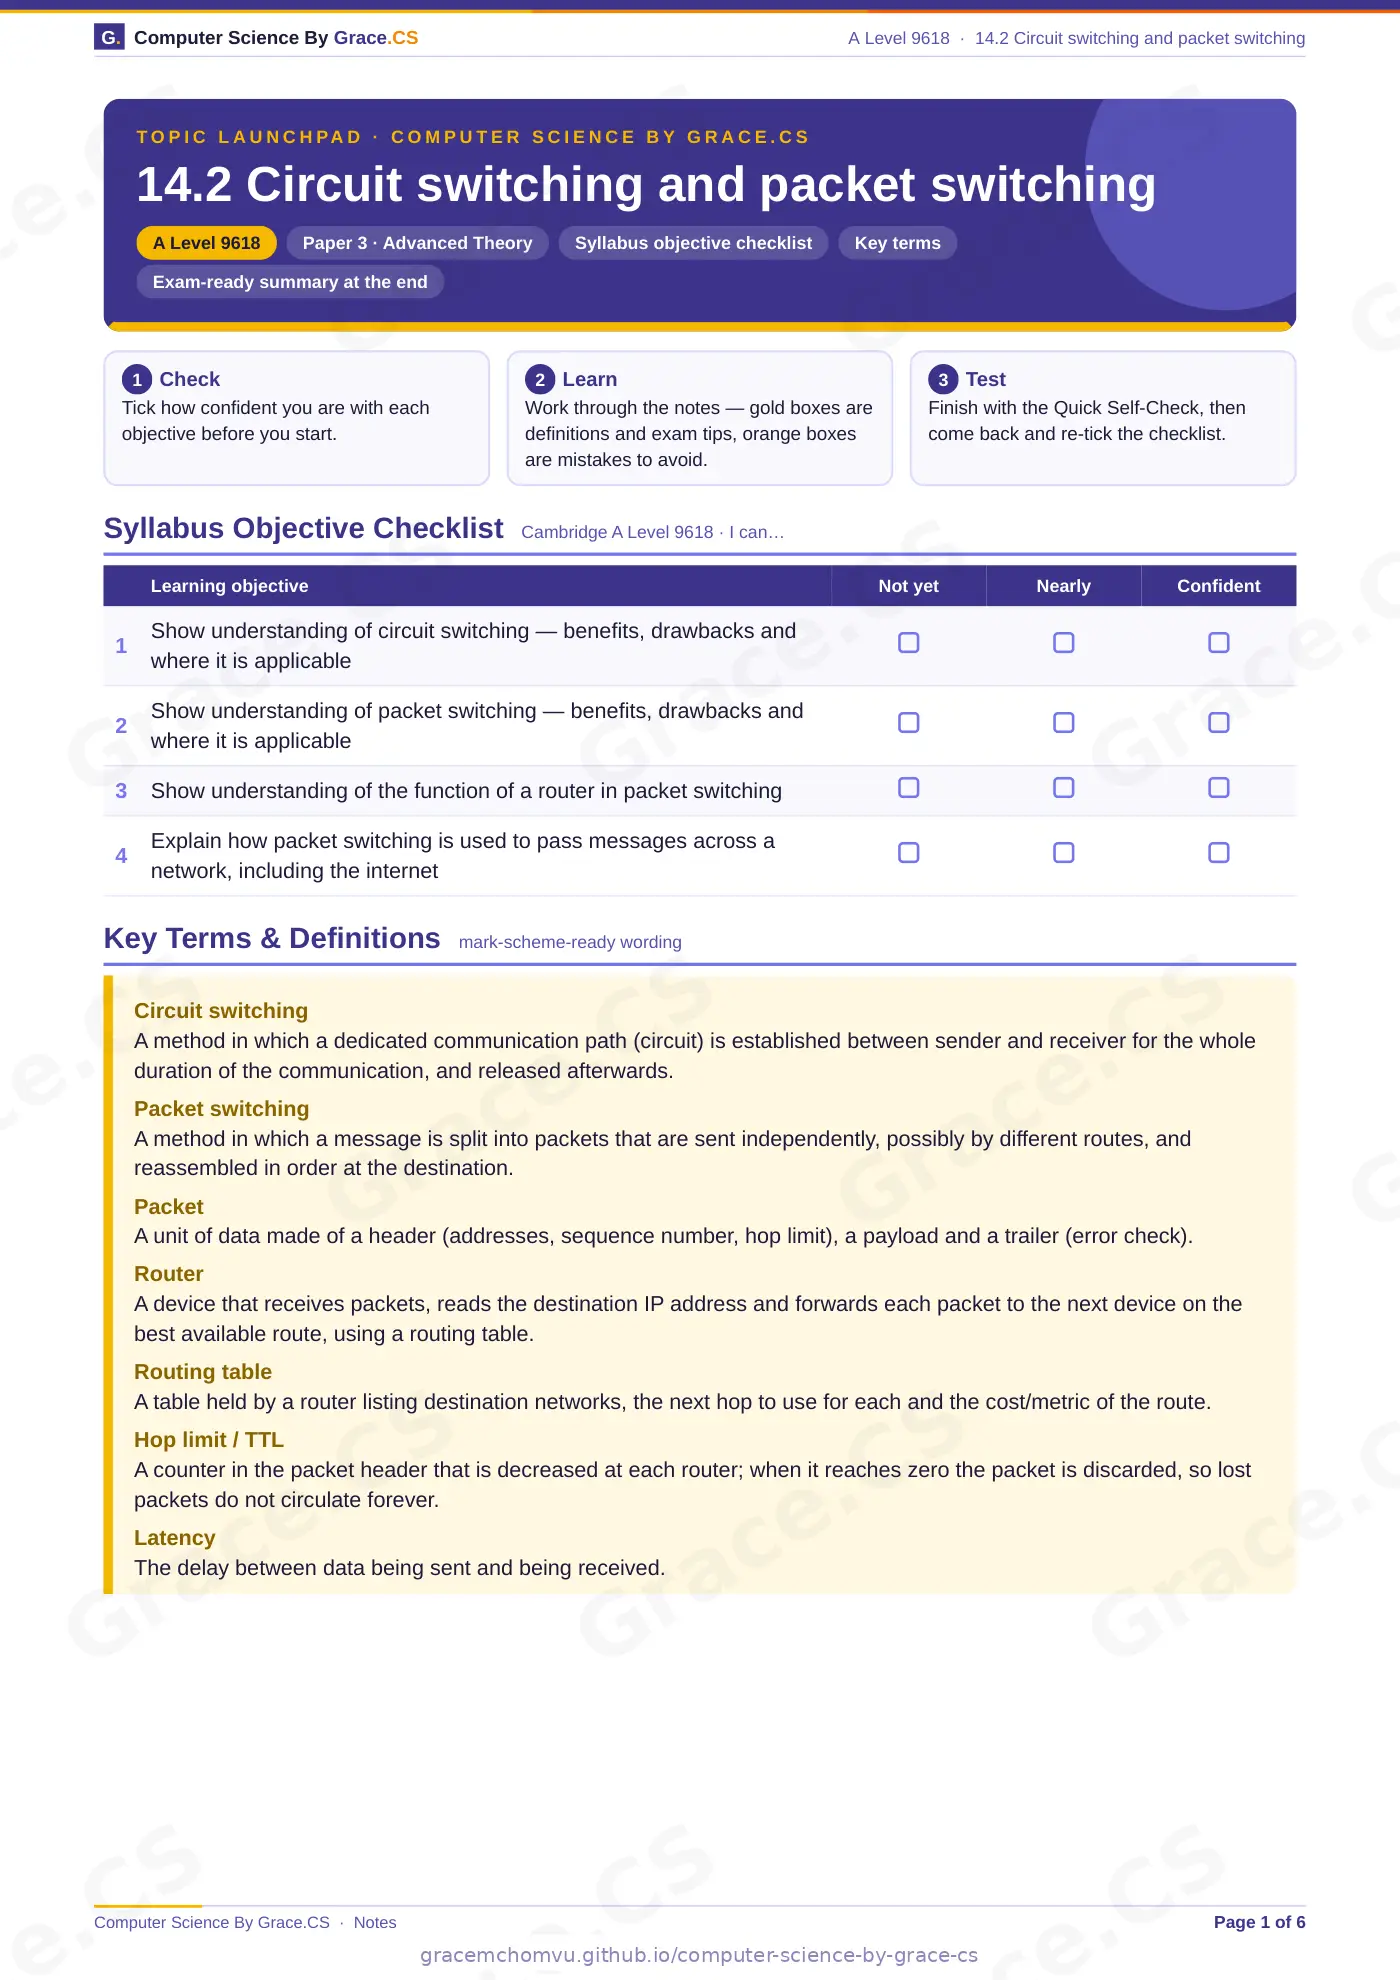 G. Computer Science By Grace.CS
A Level 9618 · 14.2 Circuit switching and packet switching
TOPIC LAUNCHPAD · COMPUTER SCIENCE BY GRACE.CS
14.2 Circuit switching and packet switching
A Level 9618
Paper 3 · Advanced Theory
Syllabus objective checklist
Key terms
Exam-ready summary at the end
1 Check
Tick how confident you are with each
objective before you start.
2 Learn
Work through the notes — gold boxes are
definitions and exam tips, orange boxes
are mistakes to avoid.
3 Test
Finish with the Quick Self-Check, then
come back and re-tick the checklist.
Syllabus Objective Checklist Cambridge A Level 9618 · I can…
Learning objective Not yet Nearly Confident
1 Show understanding of circuit switching — benefits, drawbacks and
where it is applicable
2 Show understanding of packet switching — benefits, drawbacks and
where it is applicable
3 Show understanding of the function of a router in packet switching
4 Explain how packet switching is used to pass messages across a
network, including the internet
Key Terms & Definitions mark-scheme-ready wording
Circuit switching
A method in which a dedicated communication path (circuit) is established between sender and receiver for the whole
duration of the communication, and released afterwards.
Packet switching
A method in which a message is split into packets that are sent independently, possibly by different routes, and
reassembled in order at the destination.
Packet
A unit of data made of a header (addresses, sequence number, hop limit), a payload and a trailer (error check).
Router
A device that receives packets, reads the destination IP address and forwards each packet to the next device on the
best available route, using a routing table.
Routing table
A table held by a router listing destination networks, the next hop to use for each and the cost/metric of the route.
Hop limit / TTL
A counter in the packet header that is decreased at each router; when it reaches zero the packet is discarded, so lost
packets do not circulate forever.
Latency
The delay between data being sent and being received.
Computer Science By Grace.CS · Notes
Page 1 of 6
gracemchomvu.github.io/computer-science-by-grace-cs